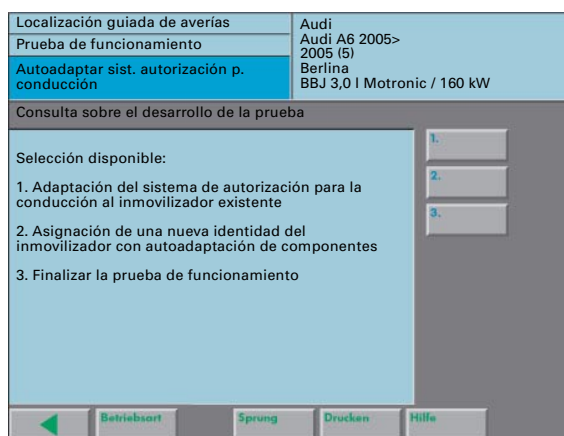 Localización guiada de averías
Prueba de funcionamiento
Autoadaptar sist. autorización p.
conducción
Audi
Audi A6 2005>
2005 (5)
Berlina
BBJ 3,0 l Motronic / 160 kW
Consulta sobre el desarrollo de la prueba
Selección disponible:
1. Adaptación del sistema de autorización para la
conducción al inmovilizador existente
2. Asignación de una nueva identidad del
inmovilizador con autoadaptación de componentes
3. Finalizar la prueba de funcionamiento
1.
2.
3.
Betriebsart
Sprung
Drucken
Hilfe